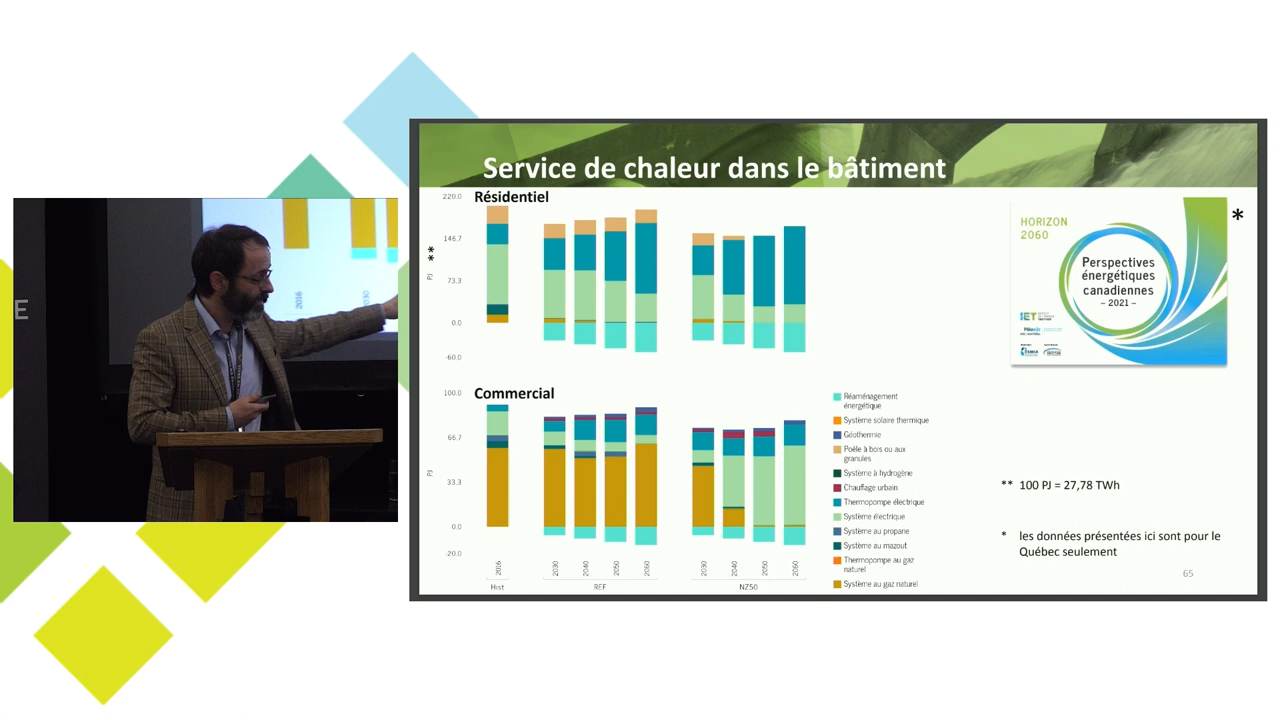 Service de chaleur dans le bâtiment
Résidentiel
220.0
146.7
73.3
0.0
-60.0
PJ
**
HORIZON
2060
Perspectives
énergétiques
canadiennes
– 2021 –
IET
*
Commercial
100.0
66.7
33.3
0.0
-20.0
PJ
2016
2030
2040
2050
2060
2030
2040
2050
2060
Hist
REF
NZ50
Réaménagement
énergétique
Système solaire thermique
Géothermie
Poêle à bois ou aux
granules
Système à hydrogène
Chauffage urbain
Thermopompe électrique
Système électrique
Système au propane
Système au mazout
Thermopompe au gaz
naturel
Système au gaz naturel
** 100 PJ = 27,78 TWh
* les données présentées ici sont pour le
Québec seulement
65
E
2016
2030